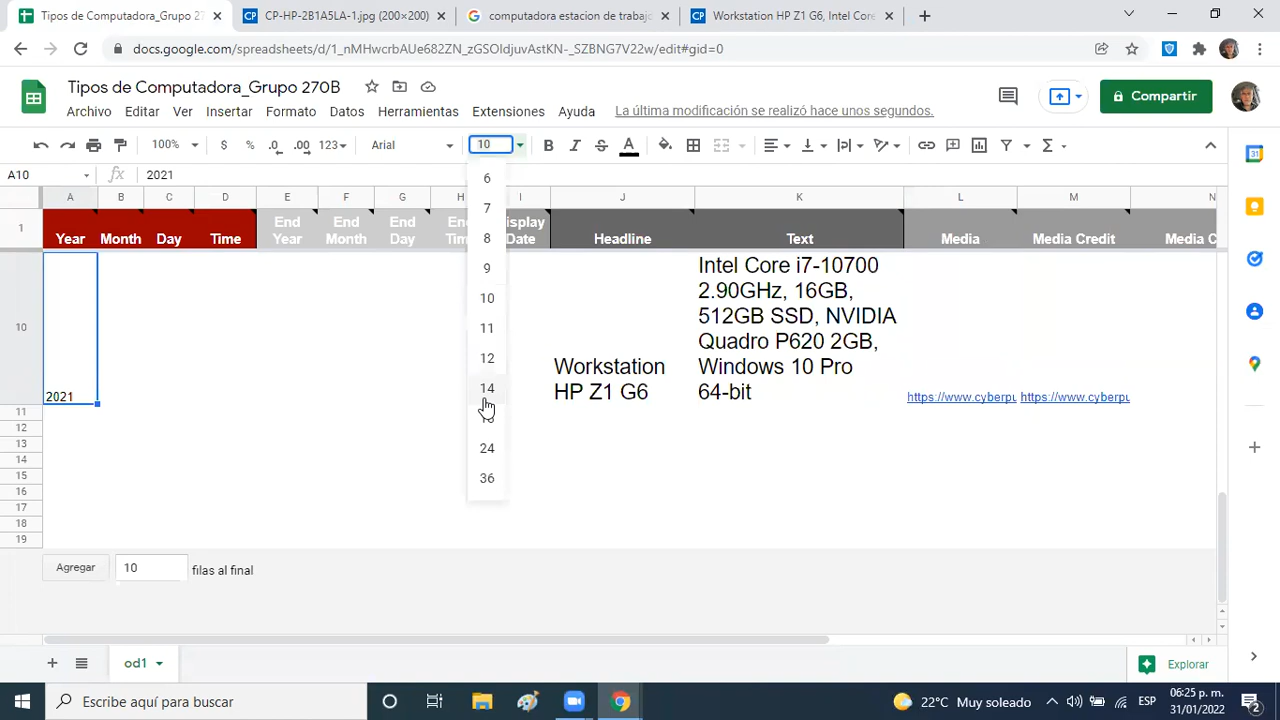 Tipos de Computadora_Grupo 27
CP-HP-2B1A5LA-1.jpg (200×200)
computadora estacion de trabajo
Workstation HP Z1 G6, Intel Core
docs.google.com/spreadsheets/d/1_nMHwcrbAUe682ZN_zGSOIdjuvAstKN-_SZBNG7V22w/edit#gid=0
Tipos de Computadora_Grupo 270B
Archivo Editar Ver Insertar Formato Datos Herramientas Extensiones Ayuda La última modificación se realizó hace unos segundos.
Compartir
100% $ % .0 .00 123 Arial 10 B I S A
A10 fx 2021
A B C D E F G H I J K L M N
1 Year Month Day Time End Year End Month End Day End Display Date Headline Text Media Media Credit Media C
6
7
8
9
10
11
12
14
24
36
10 2021
Workstation
HP Z1 G6
Intel Core i7-10700
2.90GHz, 16GB,
512GB SSD, NVIDIA
Quadro P620 2GB,
Windows 10 Pro
64-bit
https://www.cyberpu https://www.cyberpu
11
12
13
14
15
16
17
18
19
Agregar 10 filas al final
od1
Explorar
Escribe aquí para buscar
22°C Muy soleado
ESP
06:25 p. m.
31/01/2022
2